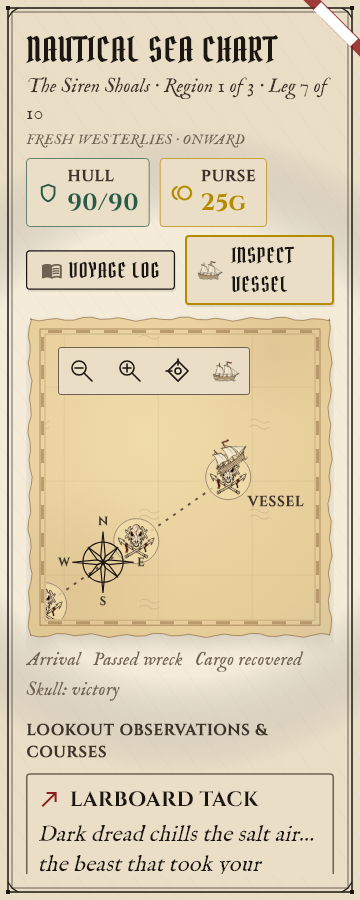 NAUTICAL SEA CHART
The Siren Shoals · Region 1 of 3 · Leg 7 of
10
FRESH WESTERLIES · ONWARD
HULL
90/90
PURSE
25G
VOYAGE LOG
INSPECT
VESSEL
VESSEL
N
W
E
S
Arrival Passed wreck Cargo recovered
Skull: victory
LOOKOUT OBSERVATIONS &
COURSES
LARBOARD TACK
Dark dread chills the salt air...
the beast that took your